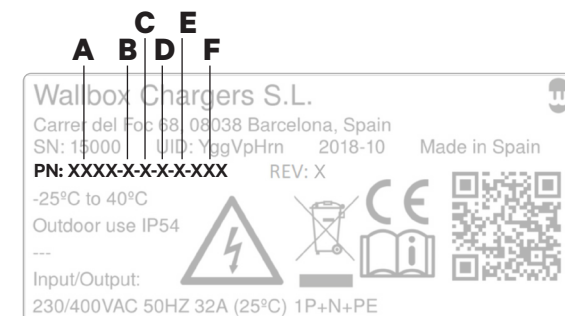 A B C D E F
Wallbox Chargers S.L.
Carrer del Foc 68, 08038 Barcelona, Spain
SN: 15000 UID: YggVpHrn 2018-10 Made in Spain
PN: XXXX-X-X-X-X-XXX REV: X
-25ºC to 40ºC
Outdoor use IP54
---
Input/Output:
230/400VAC 50HZ 32A (25ºC) 1P+N+PE